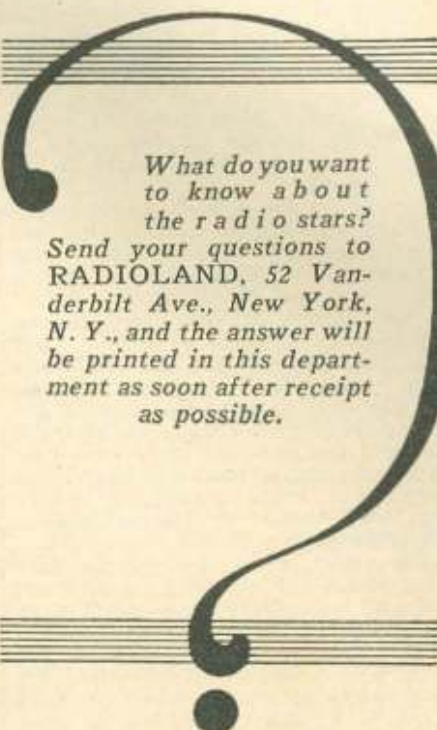 What do you want
to know about
the radio stars?
Send your questions to
RADIOLAND, 52 Van-
derbilt Ave., New York,
N. Y., and the answer will
be printed in this depart-
ment as soon after receipt
as possible.